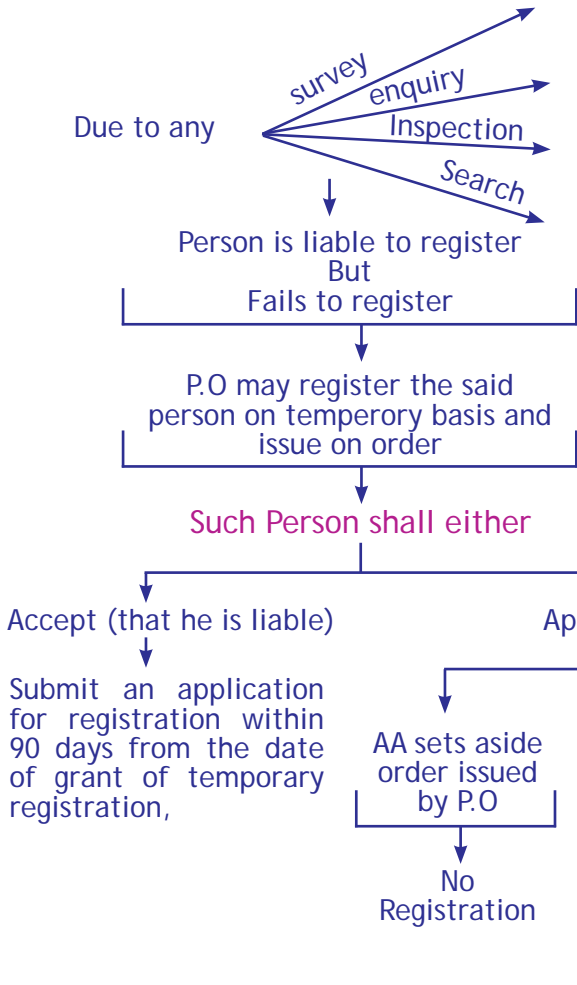 survey
enquiry
Due to any
Inspection
Search
Person is liable to register
But
Fails to register
P.O may register the said
person on temperory basis and
issue on order
Such Person shall either
Accept (that he is liable)
Ap
Submit an application
for registration within
90 days from the date
of grant of temporary
registration,
AA sets aside
order issued
by P.O
No
Registration